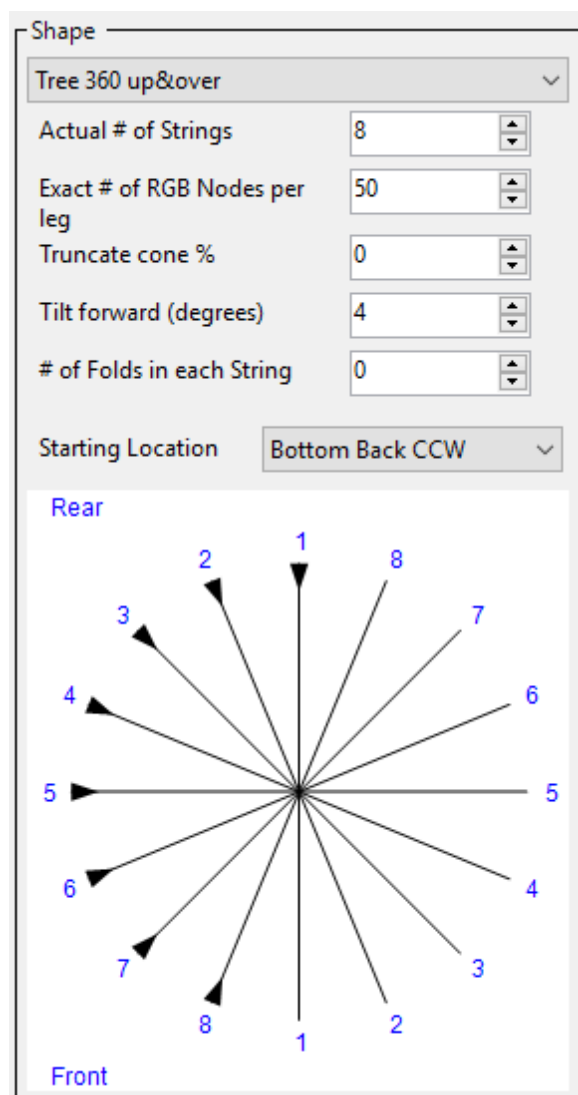 Shape
Tree 360 up&over
Actual # of Strings 8
Exact # of RGB Nodes per 50
leg
Truncate cone % 0
Tilt forward (degrees) 4
# of Folds in each String 0
Starting Location Bottom Back CCW
Rear
1
2 8
3 7
4 6
5 5
6 4
7 3
8 2
1
Front